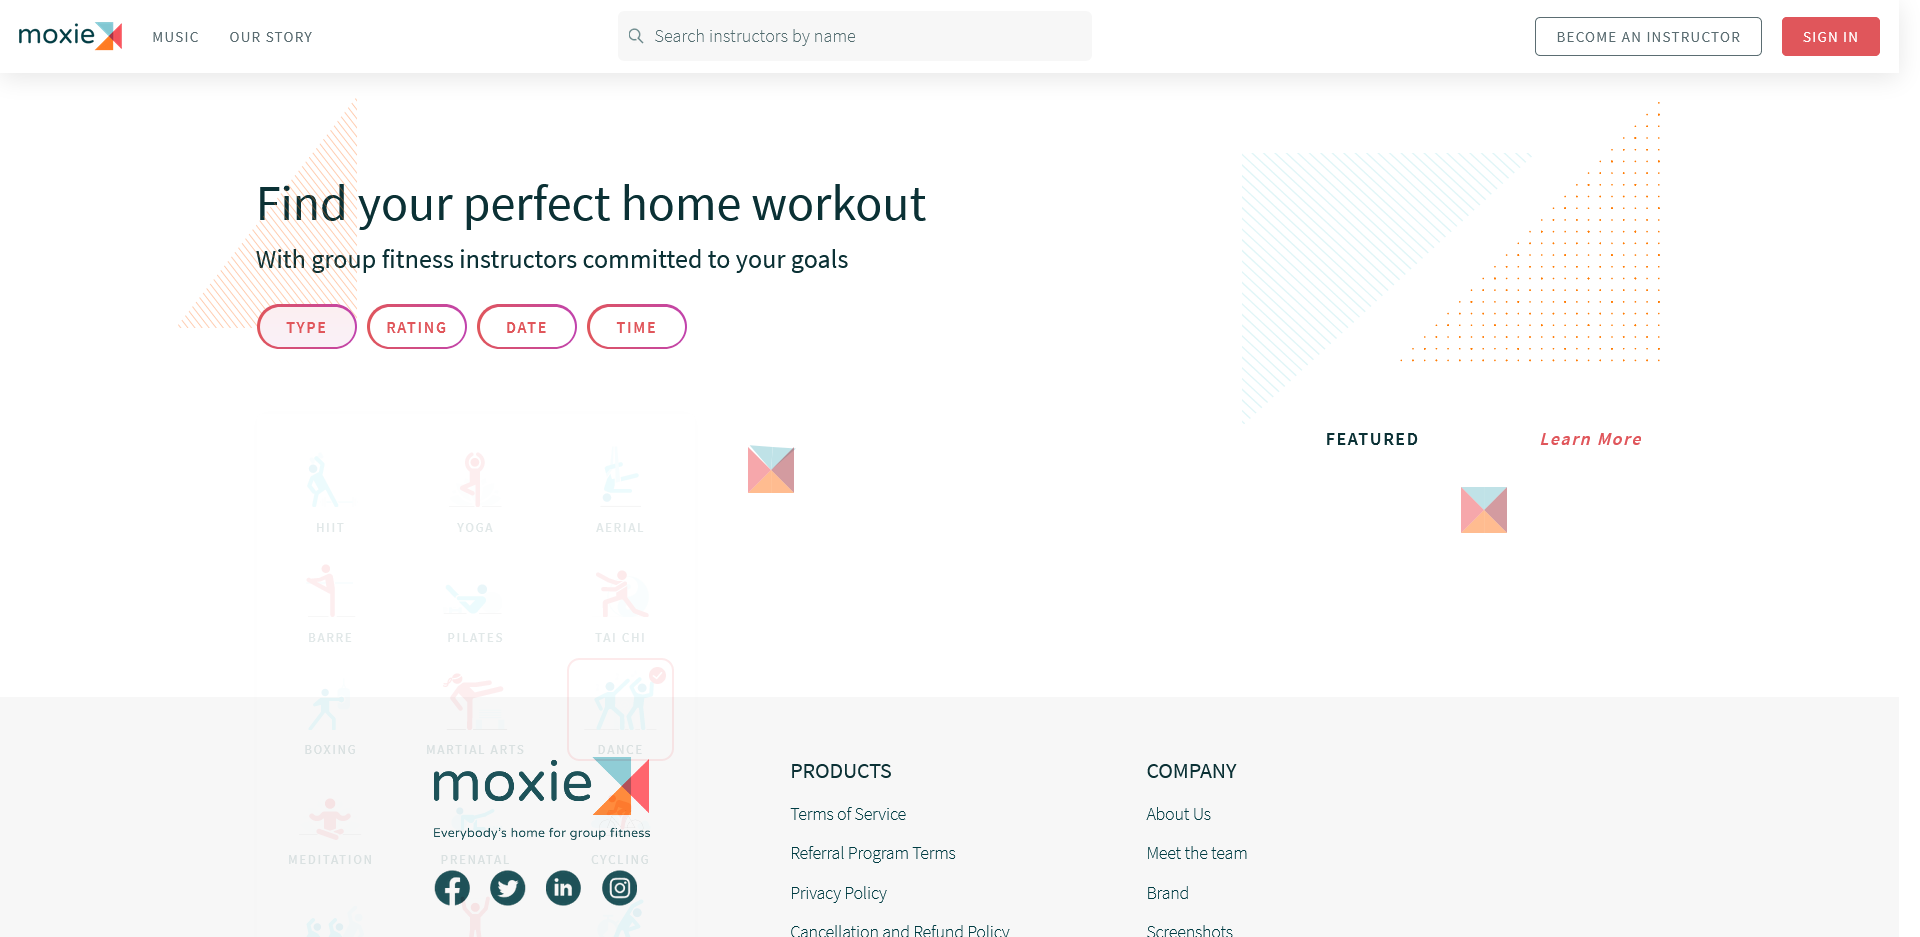 moxie
MUSIC
OUR STORY
Search instructors by name
BECOME AN INSTRUCTOR
SIGN IN
Find your perfect home workout
With group fitness instructors committed to your goals
TYPE
RATING
DATE
TIME
FEATURED
Learn More
HIIT
YOGA
AERIAL
BARRE
PILATES
TAI CHI
BOXING
MARTIAL ARTS
DANCE
MEDITATION
PRENATAL
CYCLING
moxie
Everybody's home for group fitness
PRODUCTS
Terms of Service
Referral Program Terms
Privacy Policy
Cancellation and Refund Policy
COMPANY
About Us
Meet the team
Brand
Screenshots